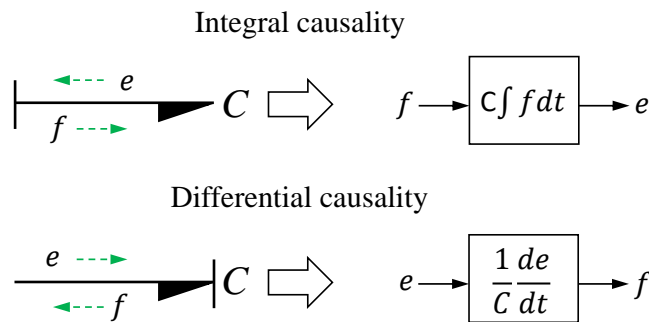 Integral causality
e
f
C
f
C∫ f dt
e
Differential causality
e
f
C
e
1/C de/dt
f